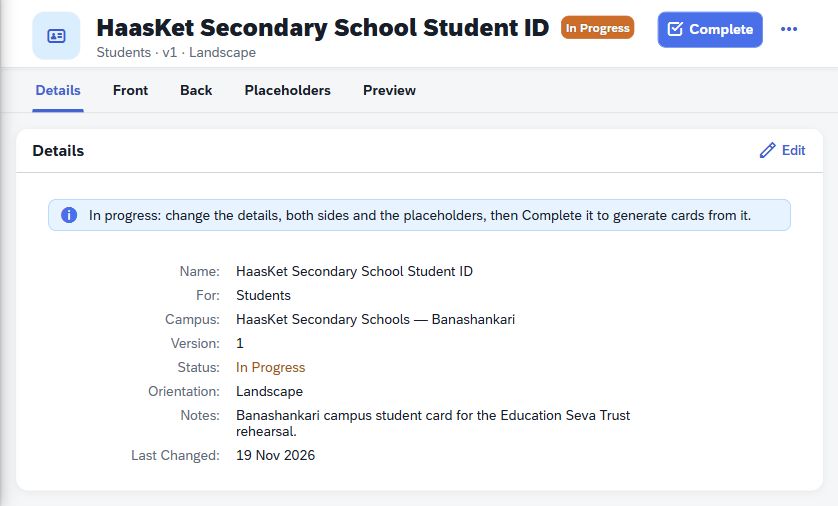 HaasKet Secondary School Student ID In Progress Complete
Students · v1 · Landscape
Details Front Back Placeholders Preview
Details Edit
In progress: change the details, both sides and the placeholders, then Complete it to generate cards from it.
Name: HaasKet Secondary School Student ID
For: Students
Campus: HaasKet Secondary Schools — Banashankari
Version: 1
Status: In Progress
Orientation: Landscape
Notes: Banashankari campus student card for the Education Seva Trust
rehearsal.
Last Changed: 19 Nov 2026